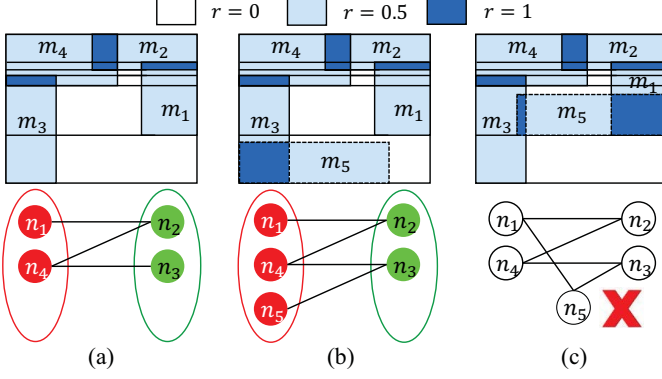 r = 0 r = 0.5 r = 1
m₄ m₂ m₄ m₂ m₄ m₂
m₁
m₃ m₁ m₃ m₁ m₃ m₅
m₅
n₁ n₂ n₁ n₂ n₁ n₂
n₄ n₃ n₄ n₃ n₄ n₃
n₅ n₅ X
(a) (b) (c)